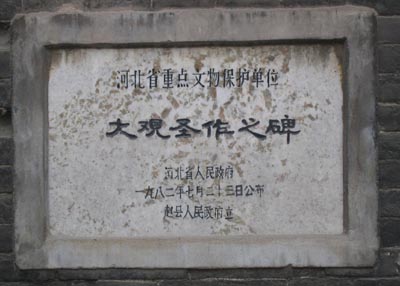 河北省重点文物保护单位
大观圣作之碑
河北省人民政府
一九八二年七月二十三日公布
赵县人民政府立